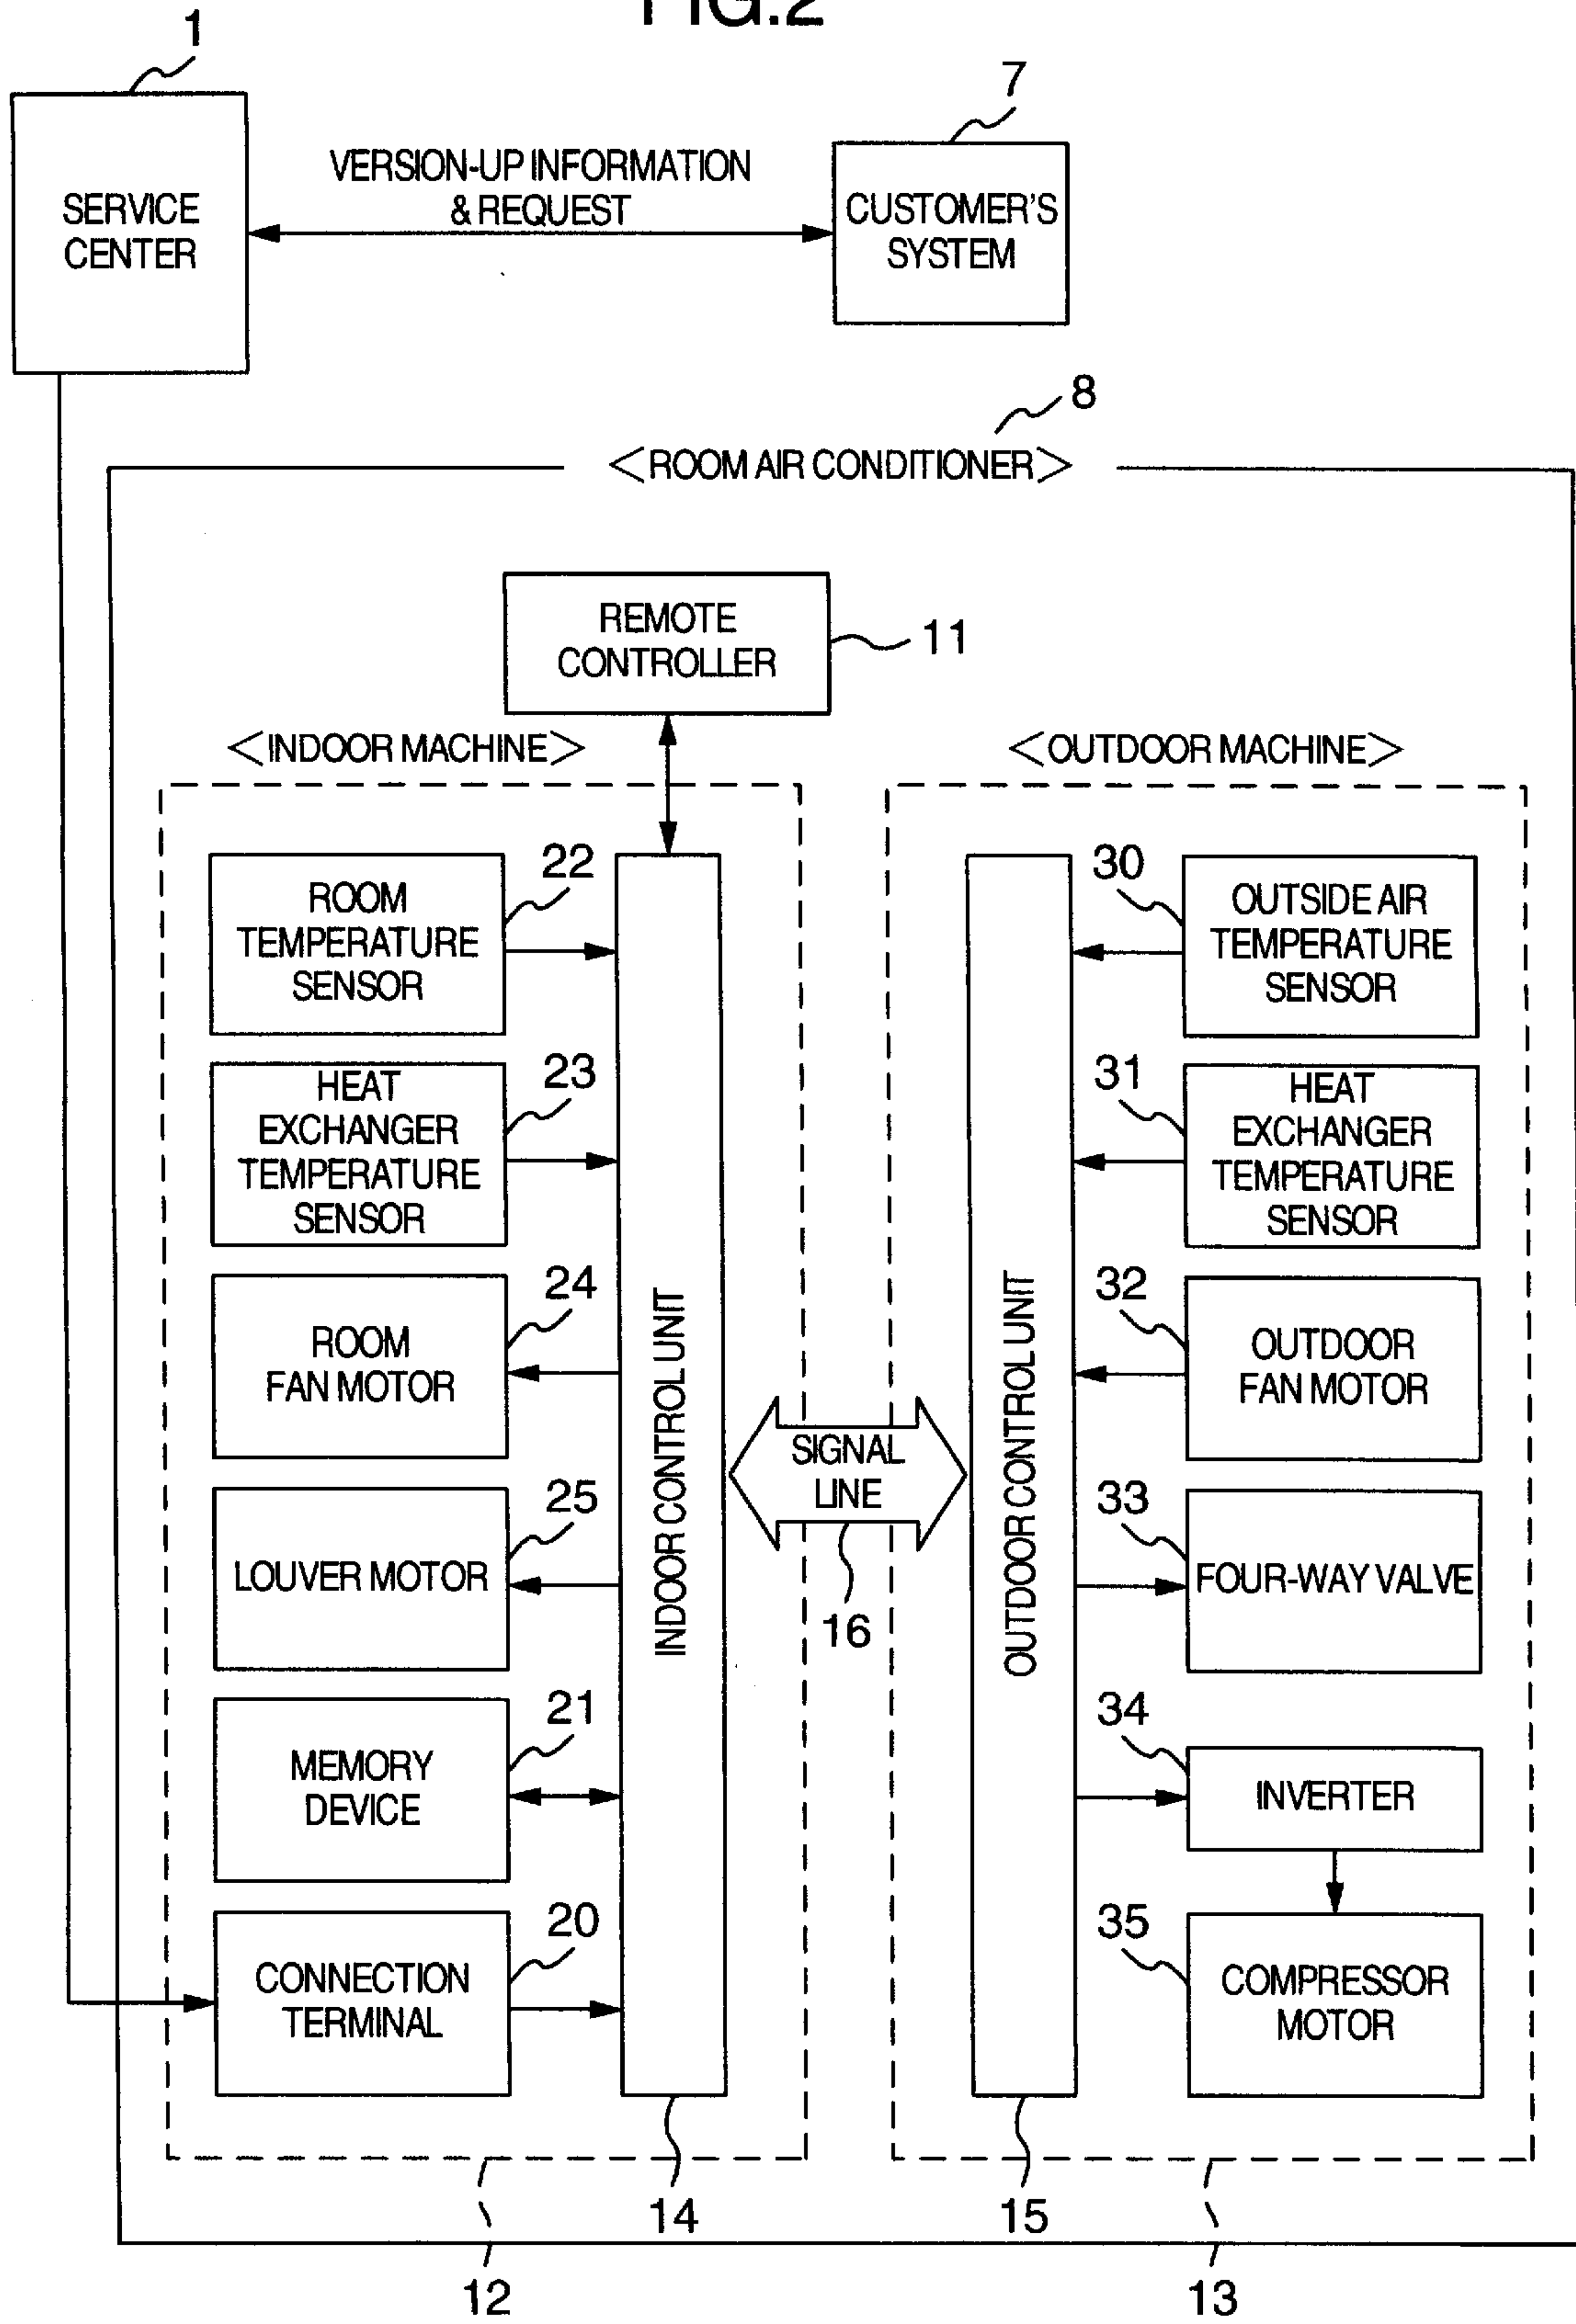 FIG.2
1
7
VERSION-UP INFORMATION
& REQUEST
SERVICE
CENTER
CUSTOMER'S
SYSTEM
8
<ROOM AIR CONDITIONER>
REMOTE
CONTROLLER
11
<INDOOR MACHINE>
<OUTDOOR MACHINE>
22
ROOM
TEMPERATURE
SENSOR
30
OUTSIDE AIR
TEMPERATURE
SENSOR
23
HEAT
EXCHANGER
TEMPERATURE
SENSOR
31
HEAT
EXCHANGER
TEMPERATURE
SENSOR
24
ROOM
FAN MOTOR
INDOOR CONTROL UNIT
OUTDOOR CONTROL UNIT
32
OUTDOOR
FAN MOTOR
SIGNAL
LINE
16
25
LOUVER MOTOR
33
FOUR-WAY VALVE
21
MEMORY
DEVICE
34
INVERTER
20
CONNECTION
TERMINAL
35
COMPRESSOR
MOTOR
14
15
12
13